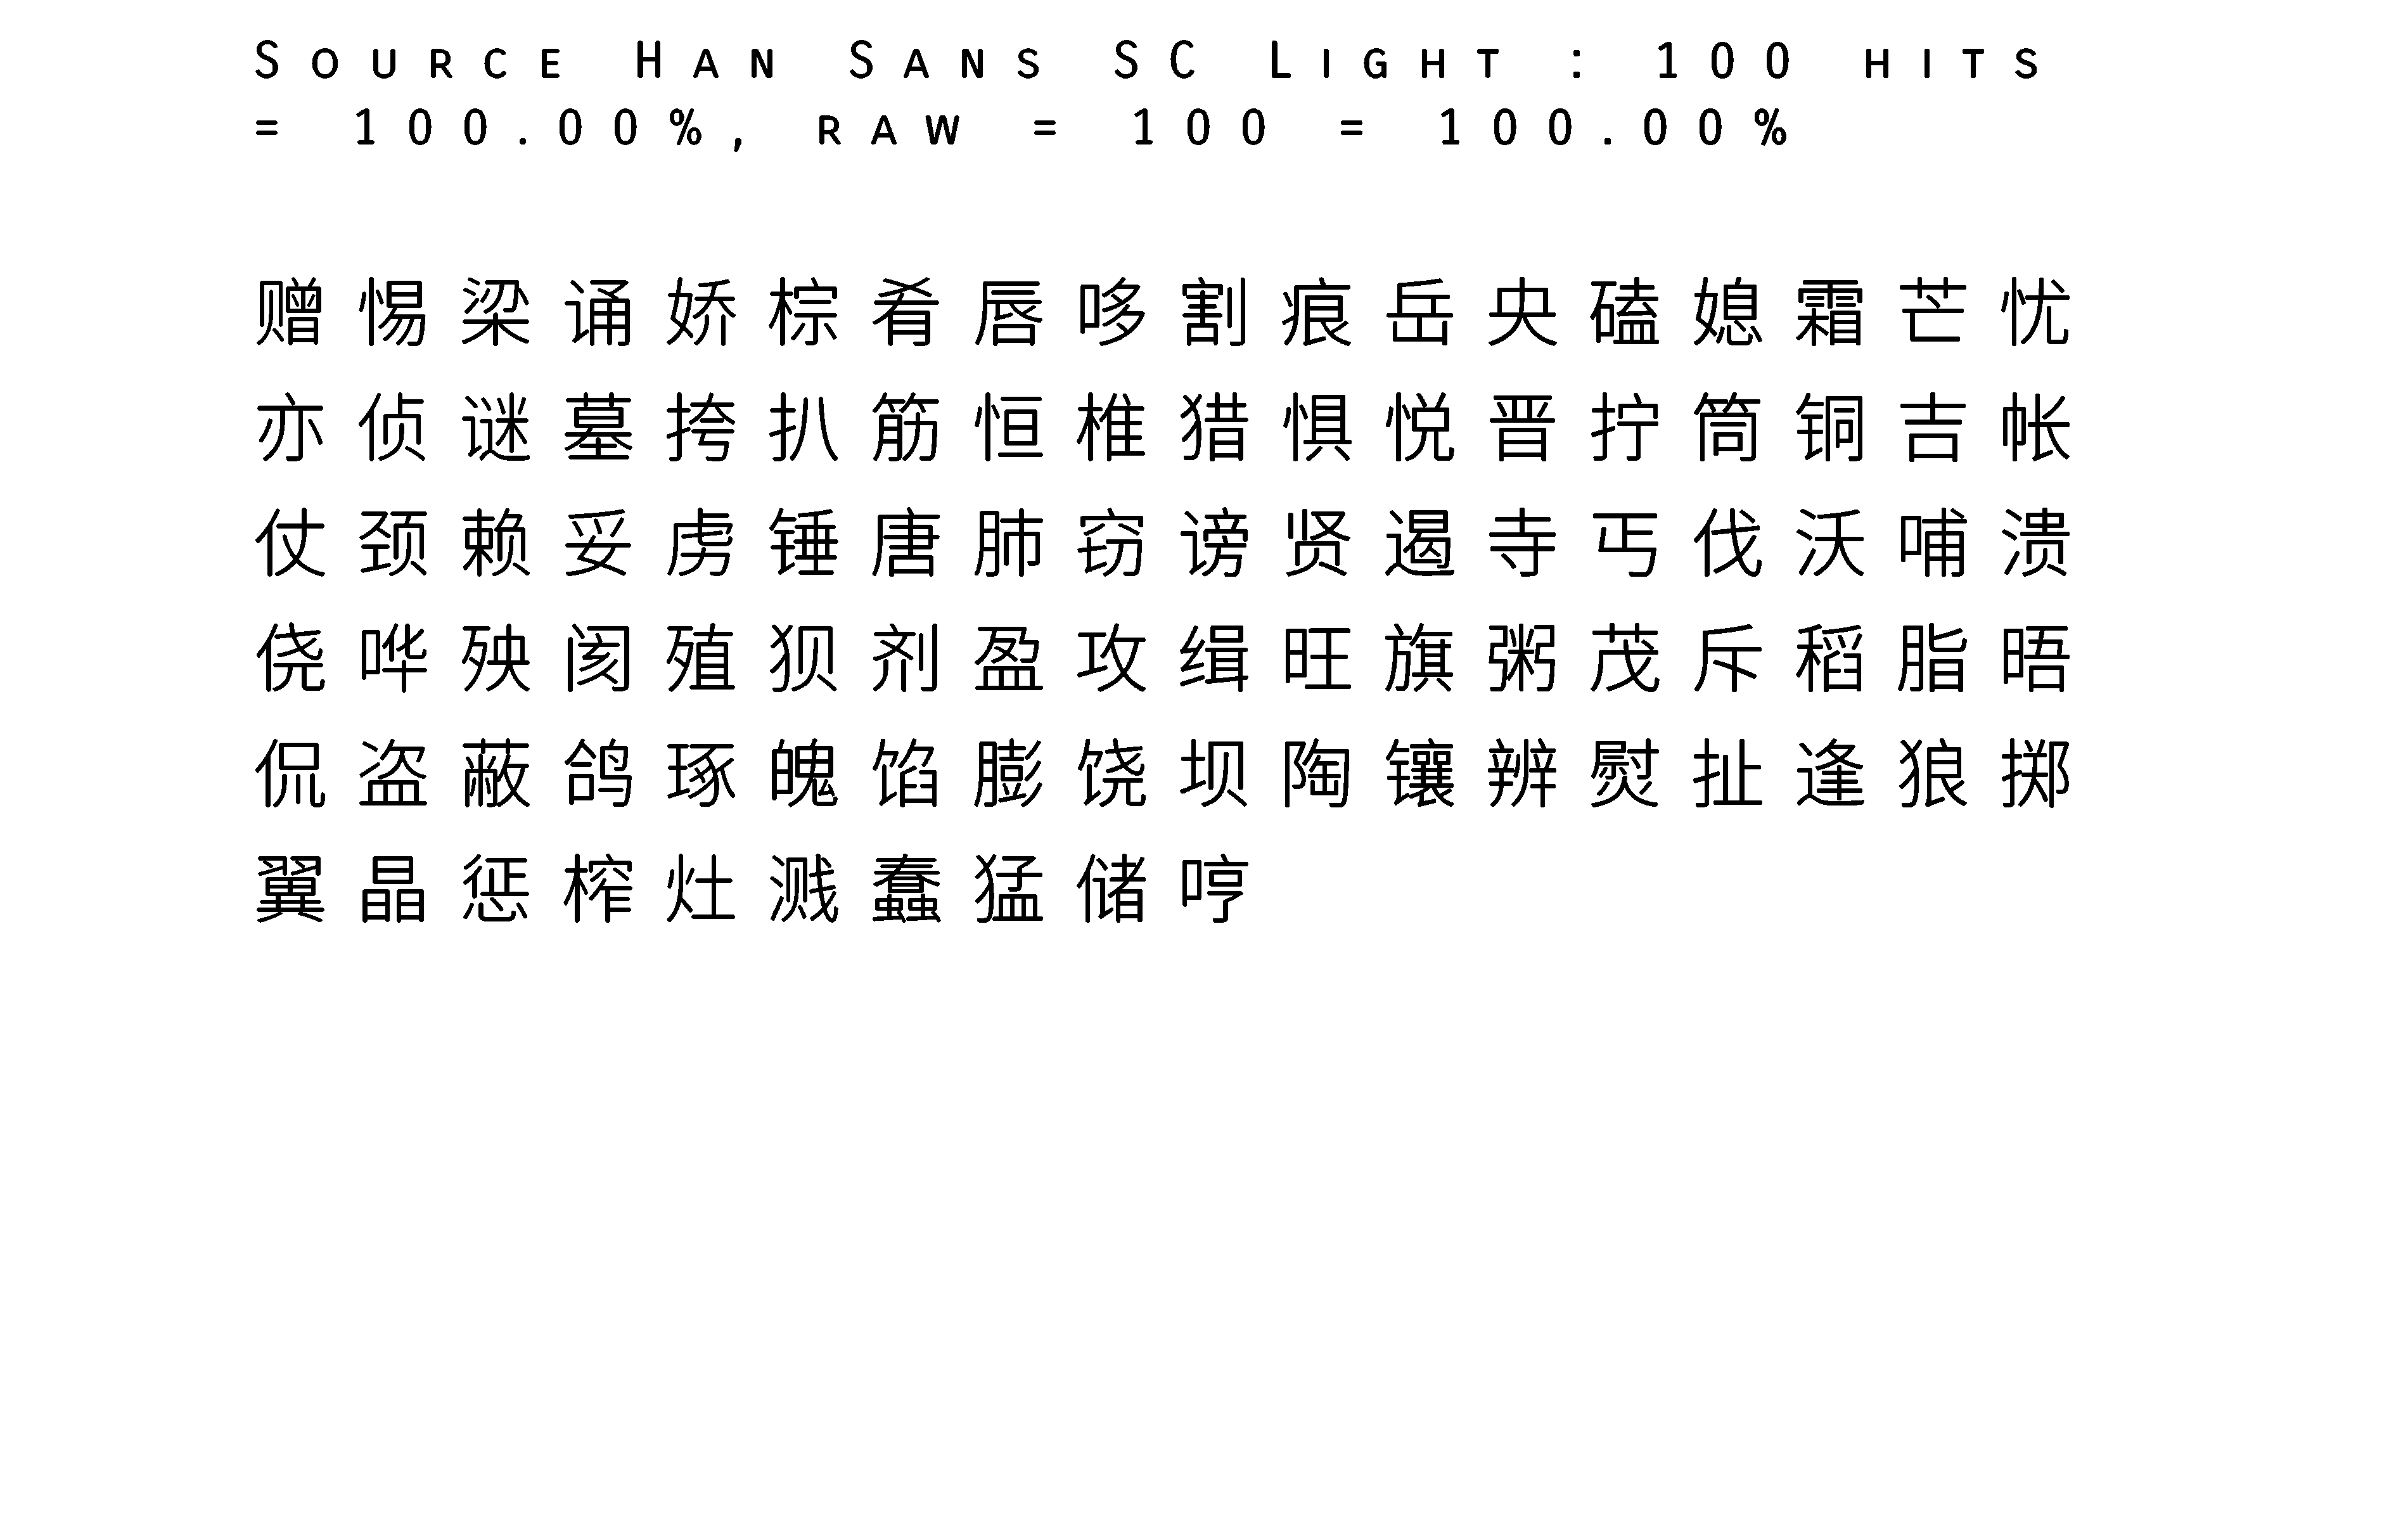 Source Han Sans SC Light : 100 hits
= 100.00%, raw = 100 = 100.00%
赠惕梁诵娇棕肴唇哆割痕岳央磕媳霜芒忧
亦侦谜墓挎扒筋恒椎猎惧悦晋拧筒铜吉帐
仗颈赖妥虏锤唐肺窃谤贤遏寺丐伐沃哺溃
侥哗殃阂殖狈剂盈攻缉旺旗粥茂斥稻脂晤
侃盗蔽鸽琢魄馅膨饶坝陶镶辨熨扯逢狼掷
翼晶惩榨灶溅蠢猛储哼